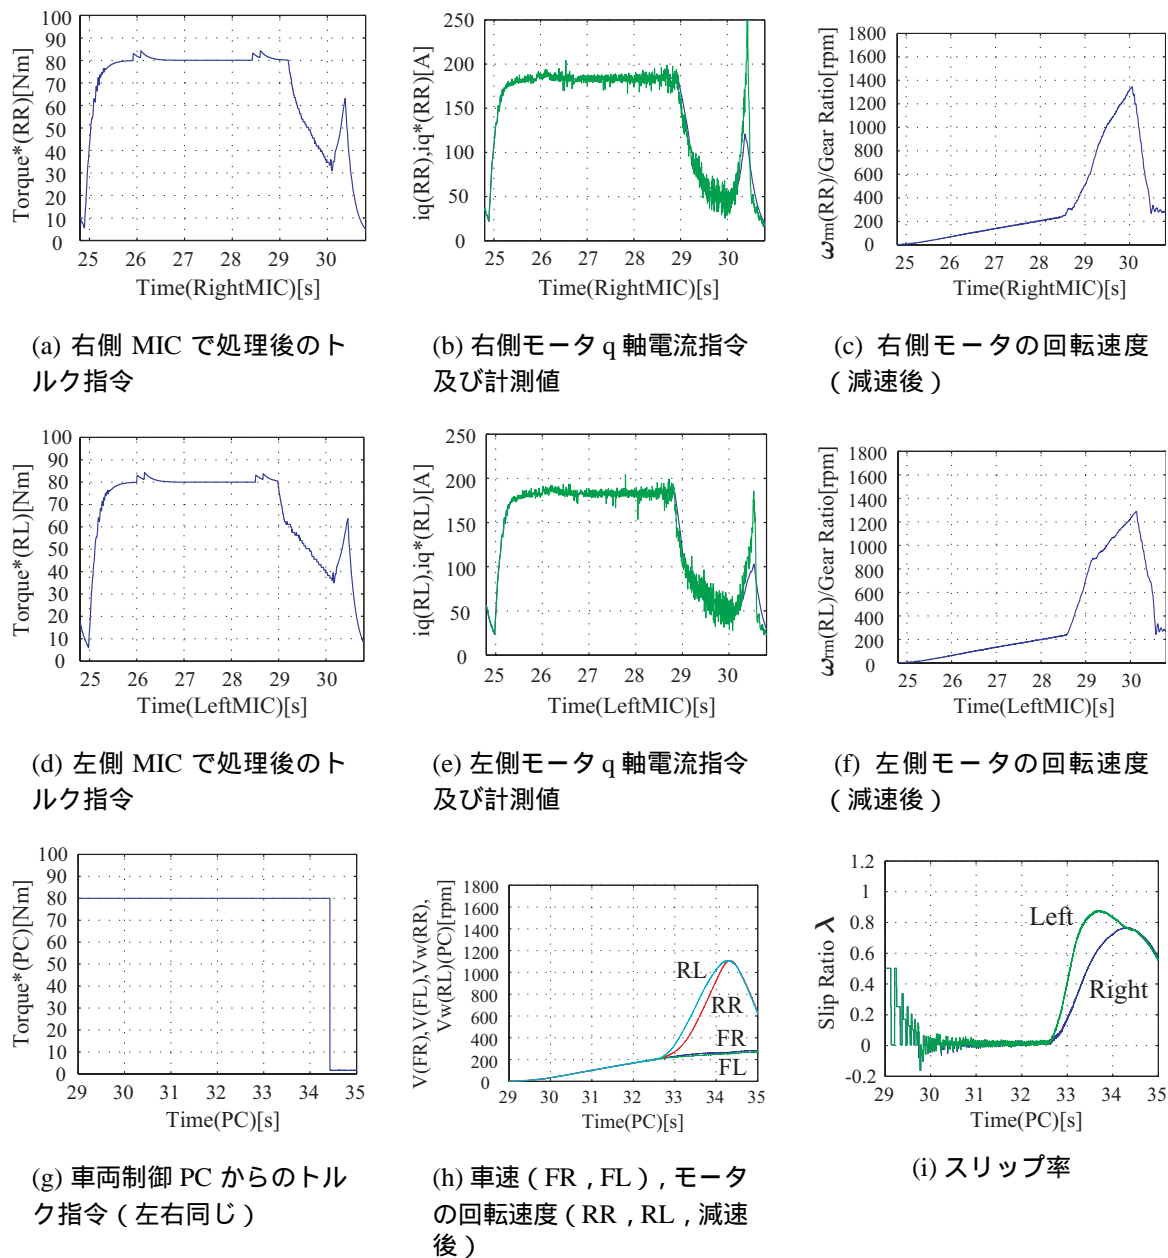 Torque*(RR)[Nm]
100
90
80
70
60
50
40
30
20
10
0
25 26 27 28 29 30
Time(RightMIC)[s]
(a) 右側 MIC で処理後のト
ルク指令
iq(RR),iq*(RR)[A]
250
200
150
100
50
0
25 26 27 28 29 30
Time(RightMIC)[s]
(b) 右側モータ q 軸電流指令
及び計測値
ωrm(RR)/Gear Ratio[rpm]
1800
1600
1400
1200
1000
800
600
400
200
0
25 26 27 28 29 30
Time(RightMIC)[s]
(c) 右側モータの回転速度
(減速後)
Torque*(RL)[Nm]
100
90
80
70
60
50
40
30
20
10
0
25 26 27 28 29 30
Time(LeftMIC)[s]
(d) 左側 MIC で処理後のト
ルク指令
iq(RL),iq*(RL)[A]
250
200
150
100
50
0
25 26 27 28 29 30
Time(LeftMIC)[s]
(e) 左側モータ q 軸電流指令
及び計測値
ωrm(RL)/Gear Ratio[rpm]
1800
1600
1400
1200
1000
800
600
400
200
0
25 26 27 28 29 30
Time(LeftMIC)[s]
(f) 左側モータの回転速度
(減速後)
Torque*(PC)[Nm]
100
90
80
70
60
50
40
30
20
10
0
29 30 31 32 33 34 35
Time(PC)[s]
(g) 車両制御 PC からのトル
ク指令(左右同じ)
V(FR),V(FL),Vw(RR),
Vw(RL)(PC)[rpm]
1800
1600
1400
1200
1000
800
600
400
200
0
RL
RR
FR
FL
29 30 31 32 33 34 35
Time(PC)[s]
(h) 車速(FR,FL),モータ
の回転速度(RR,RL,減速
後)
Slip Ratio λ
1.2
1
0.8
0.6
0.4
0.2
0
-0.2
Left
Right
29 30 31 32 33 34 35
Time(PC)[s]
(i) スリップ率